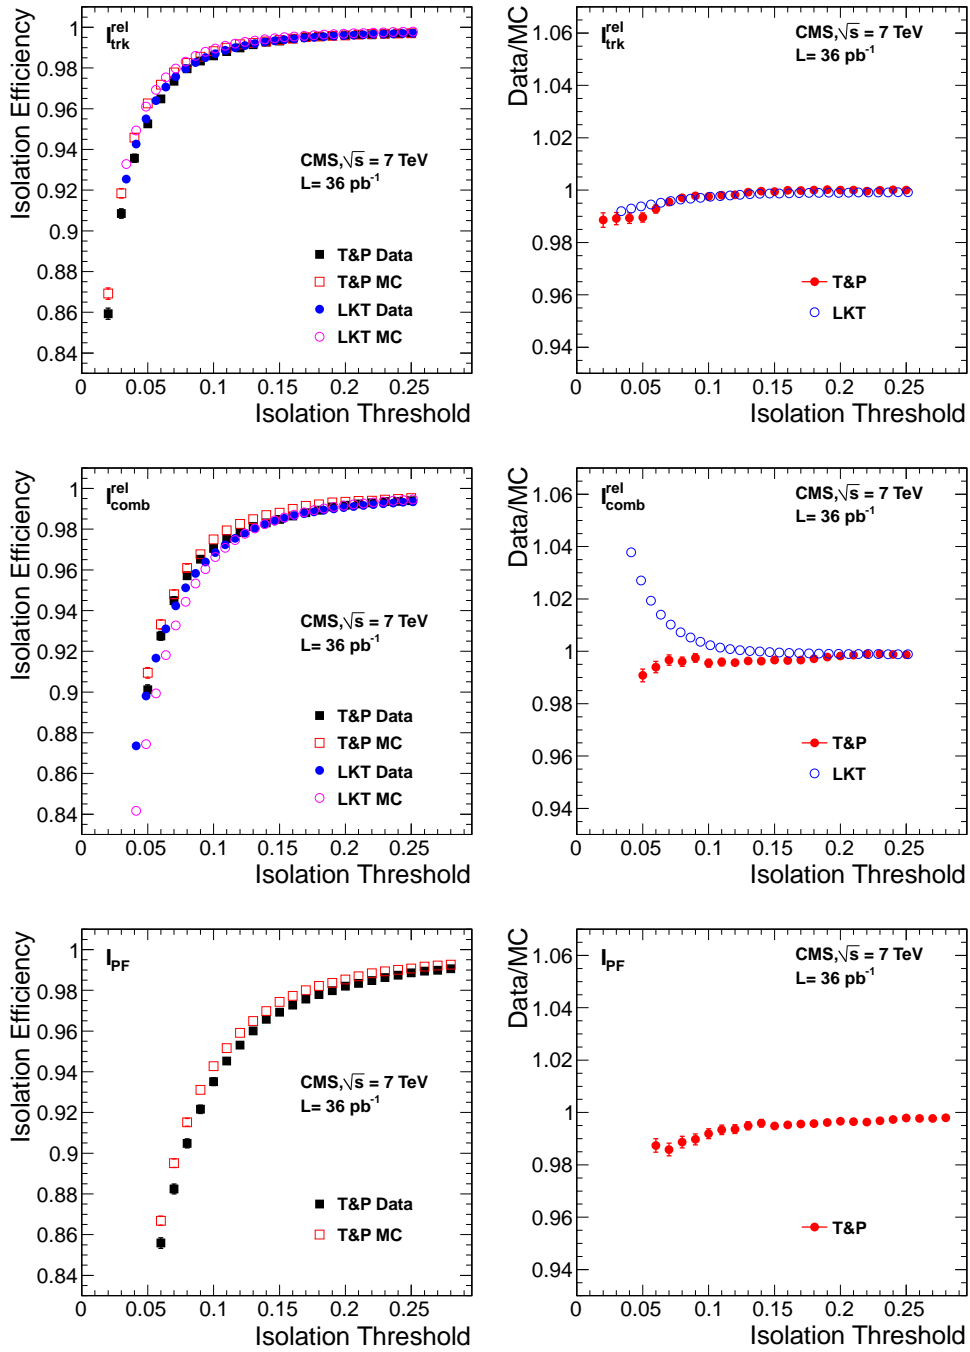 I^rel_trk
Isolation Efficiency
1
0.98
0.96
0.94
0.92
0.9
0.88
0.86
0.84
CMS,√s = 7 TeV
L= 36 pb⁻¹
T&P Data
T&P MC
LKT Data
LKT MC
0 0.05 0.1 0.15 0.2 0.25
Isolation Threshold
I^rel_trk
Data/MC
1.06
1.04
1.02
1
0.98
0.96
0.94
CMS,√s = 7 TeV
L= 36 pb⁻¹
T&P
LKT
0 0.05 0.1 0.15 0.2 0.25
Isolation Threshold
I^rel_comb
Isolation Efficiency
1
0.98
0.96
0.94
0.92
0.9
0.88
0.86
0.84
CMS,√s = 7 TeV
L= 36 pb⁻¹
T&P Data
T&P MC
LKT Data
LKT MC
0 0.05 0.1 0.15 0.2 0.25
Isolation Threshold
I^rel_comb
Data/MC
1.06
1.04
1.02
1
0.98
0.96
0.94
CMS,√s = 7 TeV
L= 36 pb⁻¹
T&P
LKT
0 0.05 0.1 0.15 0.2 0.25
Isolation Threshold
I_PF
Isolation Efficiency
1
0.98
0.96
0.94
0.92
0.9
0.88
0.86
0.84
CMS,√s = 7 TeV
L= 36 pb⁻¹
T&P Data
T&P MC
0 0.05 0.1 0.15 0.2 0.25
Isolation Threshold
I_PF
Data/MC
1.06
1.04
1.02
1
0.98
0.96
0.94
CMS,√s = 7 TeV
L= 36 pb⁻¹
T&P
0 0.05 0.1 0.15 0.2 0.25
Isolation Threshold